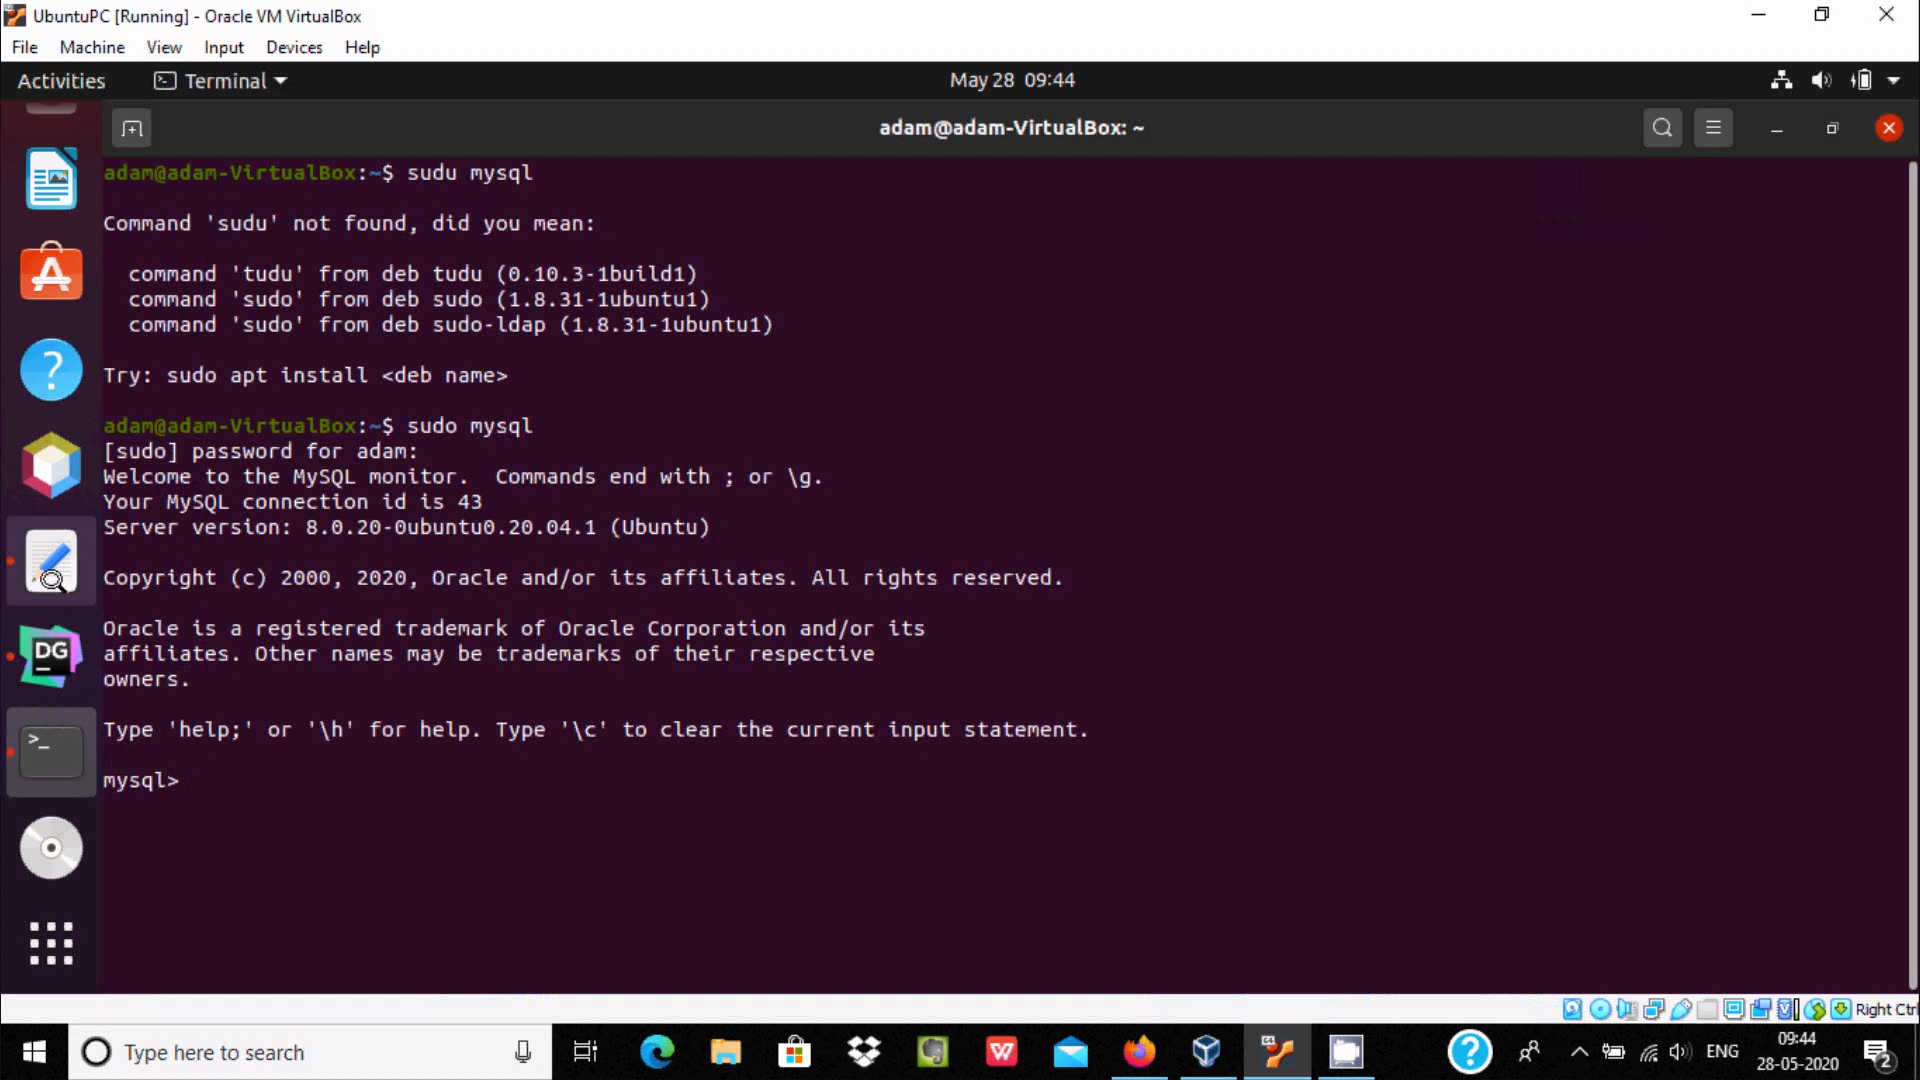 UbuntuPC [Running] - Oracle VM VirtualBox
File Machine View Input Devices Help
Activities Terminal May 28 09:44
adam@adam-VirtualBox: ~
adam@adam-VirtualBox:~$ sudu mysql
Command 'sudu' not found, did you mean:
command 'tudu' from deb tudu (0.10.3-1build1)
command 'sudo' from deb sudo (1.8.31-1ubuntu1)
command 'sudo' from deb sudo-ldap (1.8.31-1ubuntu1)
Try: sudo apt install <deb name>
adam@adam-VirtualBox:~$ sudo mysql
[sudo] password for adam:
Welcome to the MySQL monitor.  Commands end with ; or \g.
Your MySQL connection id is 43
Server version: 8.0.20-0ubuntu0.20.04.1 (Ubuntu)
Copyright (c) 2000, 2020, Oracle and/or its affiliates. All rights reserved.
Oracle is a registered trademark of Oracle Corporation and/or its
affiliates. Other names may be trademarks of their respective
owners.
Type 'help;' or '\h' for help. Type '\c' to clear the current input statement.
mysql>
DG
Right Ctrl
Type here to search
ENG
09:44
28-05-2020
2